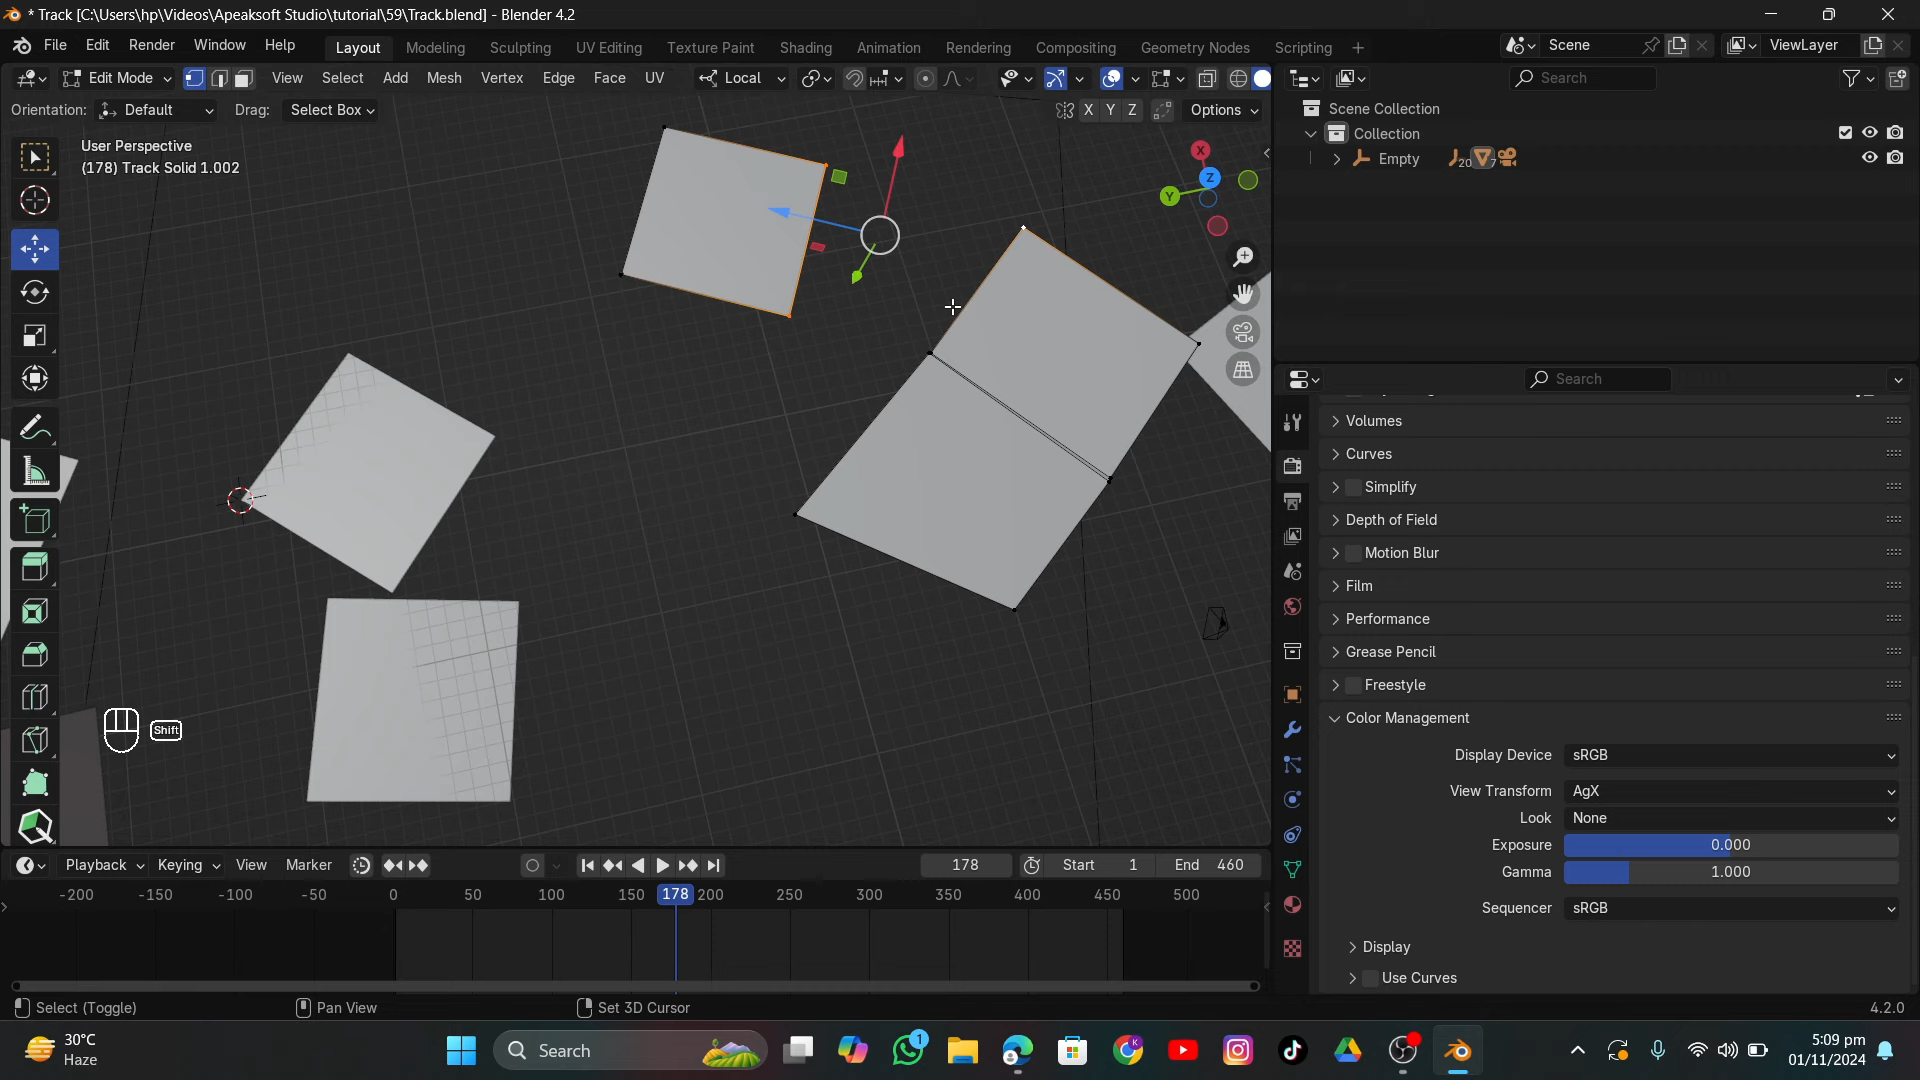 * Track [C:\Users\hp\Videos\Apeaksoft Studio\tutorial\59\Track.blend] - Blender 4.2
File Edit Render Window Help
Layout Modeling Sculpting UV Editing Texture Paint Shading Animation Rendering Compositing Geometry Nodes Scripting
Scene
ViewLayer
Edit Mode View Select Add Mesh Vertex Edge Face UV Local
Search
Orientation: Default Drag: Select Box
X Y Z Options
User Perspective
(178) Track Solid 1.002
X
Y
Z
Shift
Scene Collection
Collection
Empty 20 7
Search
Volumes
Curves
Simplify
Depth of Field
Motion Blur
Film
Performance
Grease Pencil
Freestyle
Color Management
Display Device sRGB
View Transform AgX
Look None
Exposure 0.000
Gamma 1.000
Sequencer sRGB
Display
Use Curves
Playback Keying View Marker
178 Start 1 End 460
-200 -150 -100 -50 0 50 100 150 178 200 250 300 350 400 450 500
Select (Toggle) Pan View Set 3D Cursor
4.2.0
30°C
Haze
Search
1
5:09 pm
01/11/2024